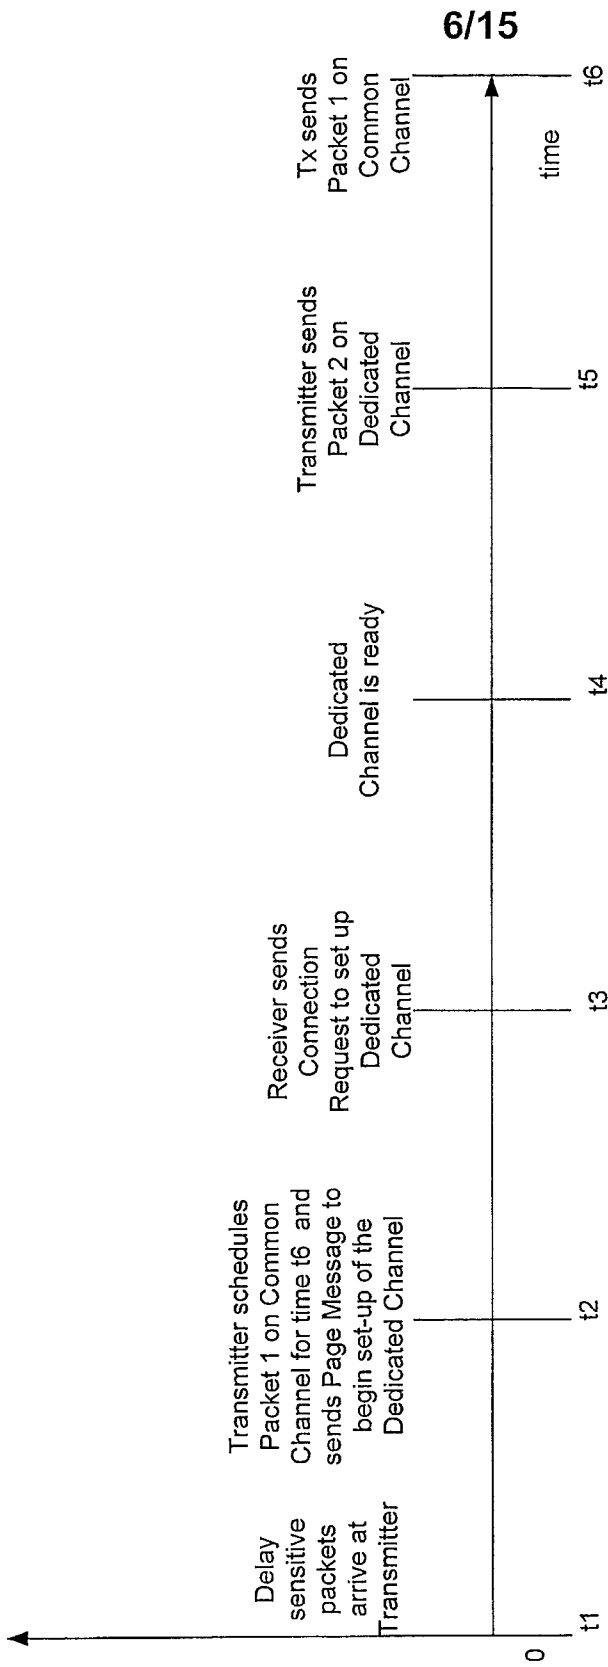 6/15
Delay
sensitive
packets
arrive at
Transmitter
Transmitter schedules
Packet 1 on Common
Channel for time t6 and
sends Page Message to
begin set-up of the
Dedicated Channel
Receiver sends
Connection
Request to set up
Dedicated
Channel
Dedicated
Channel is ready
Transmitter sends
Packet 2 on
Dedicated
Channel
Tx sends
Packet 1 on
Common
Channel
time
0
t1
t2
t3
t4
t5
t6